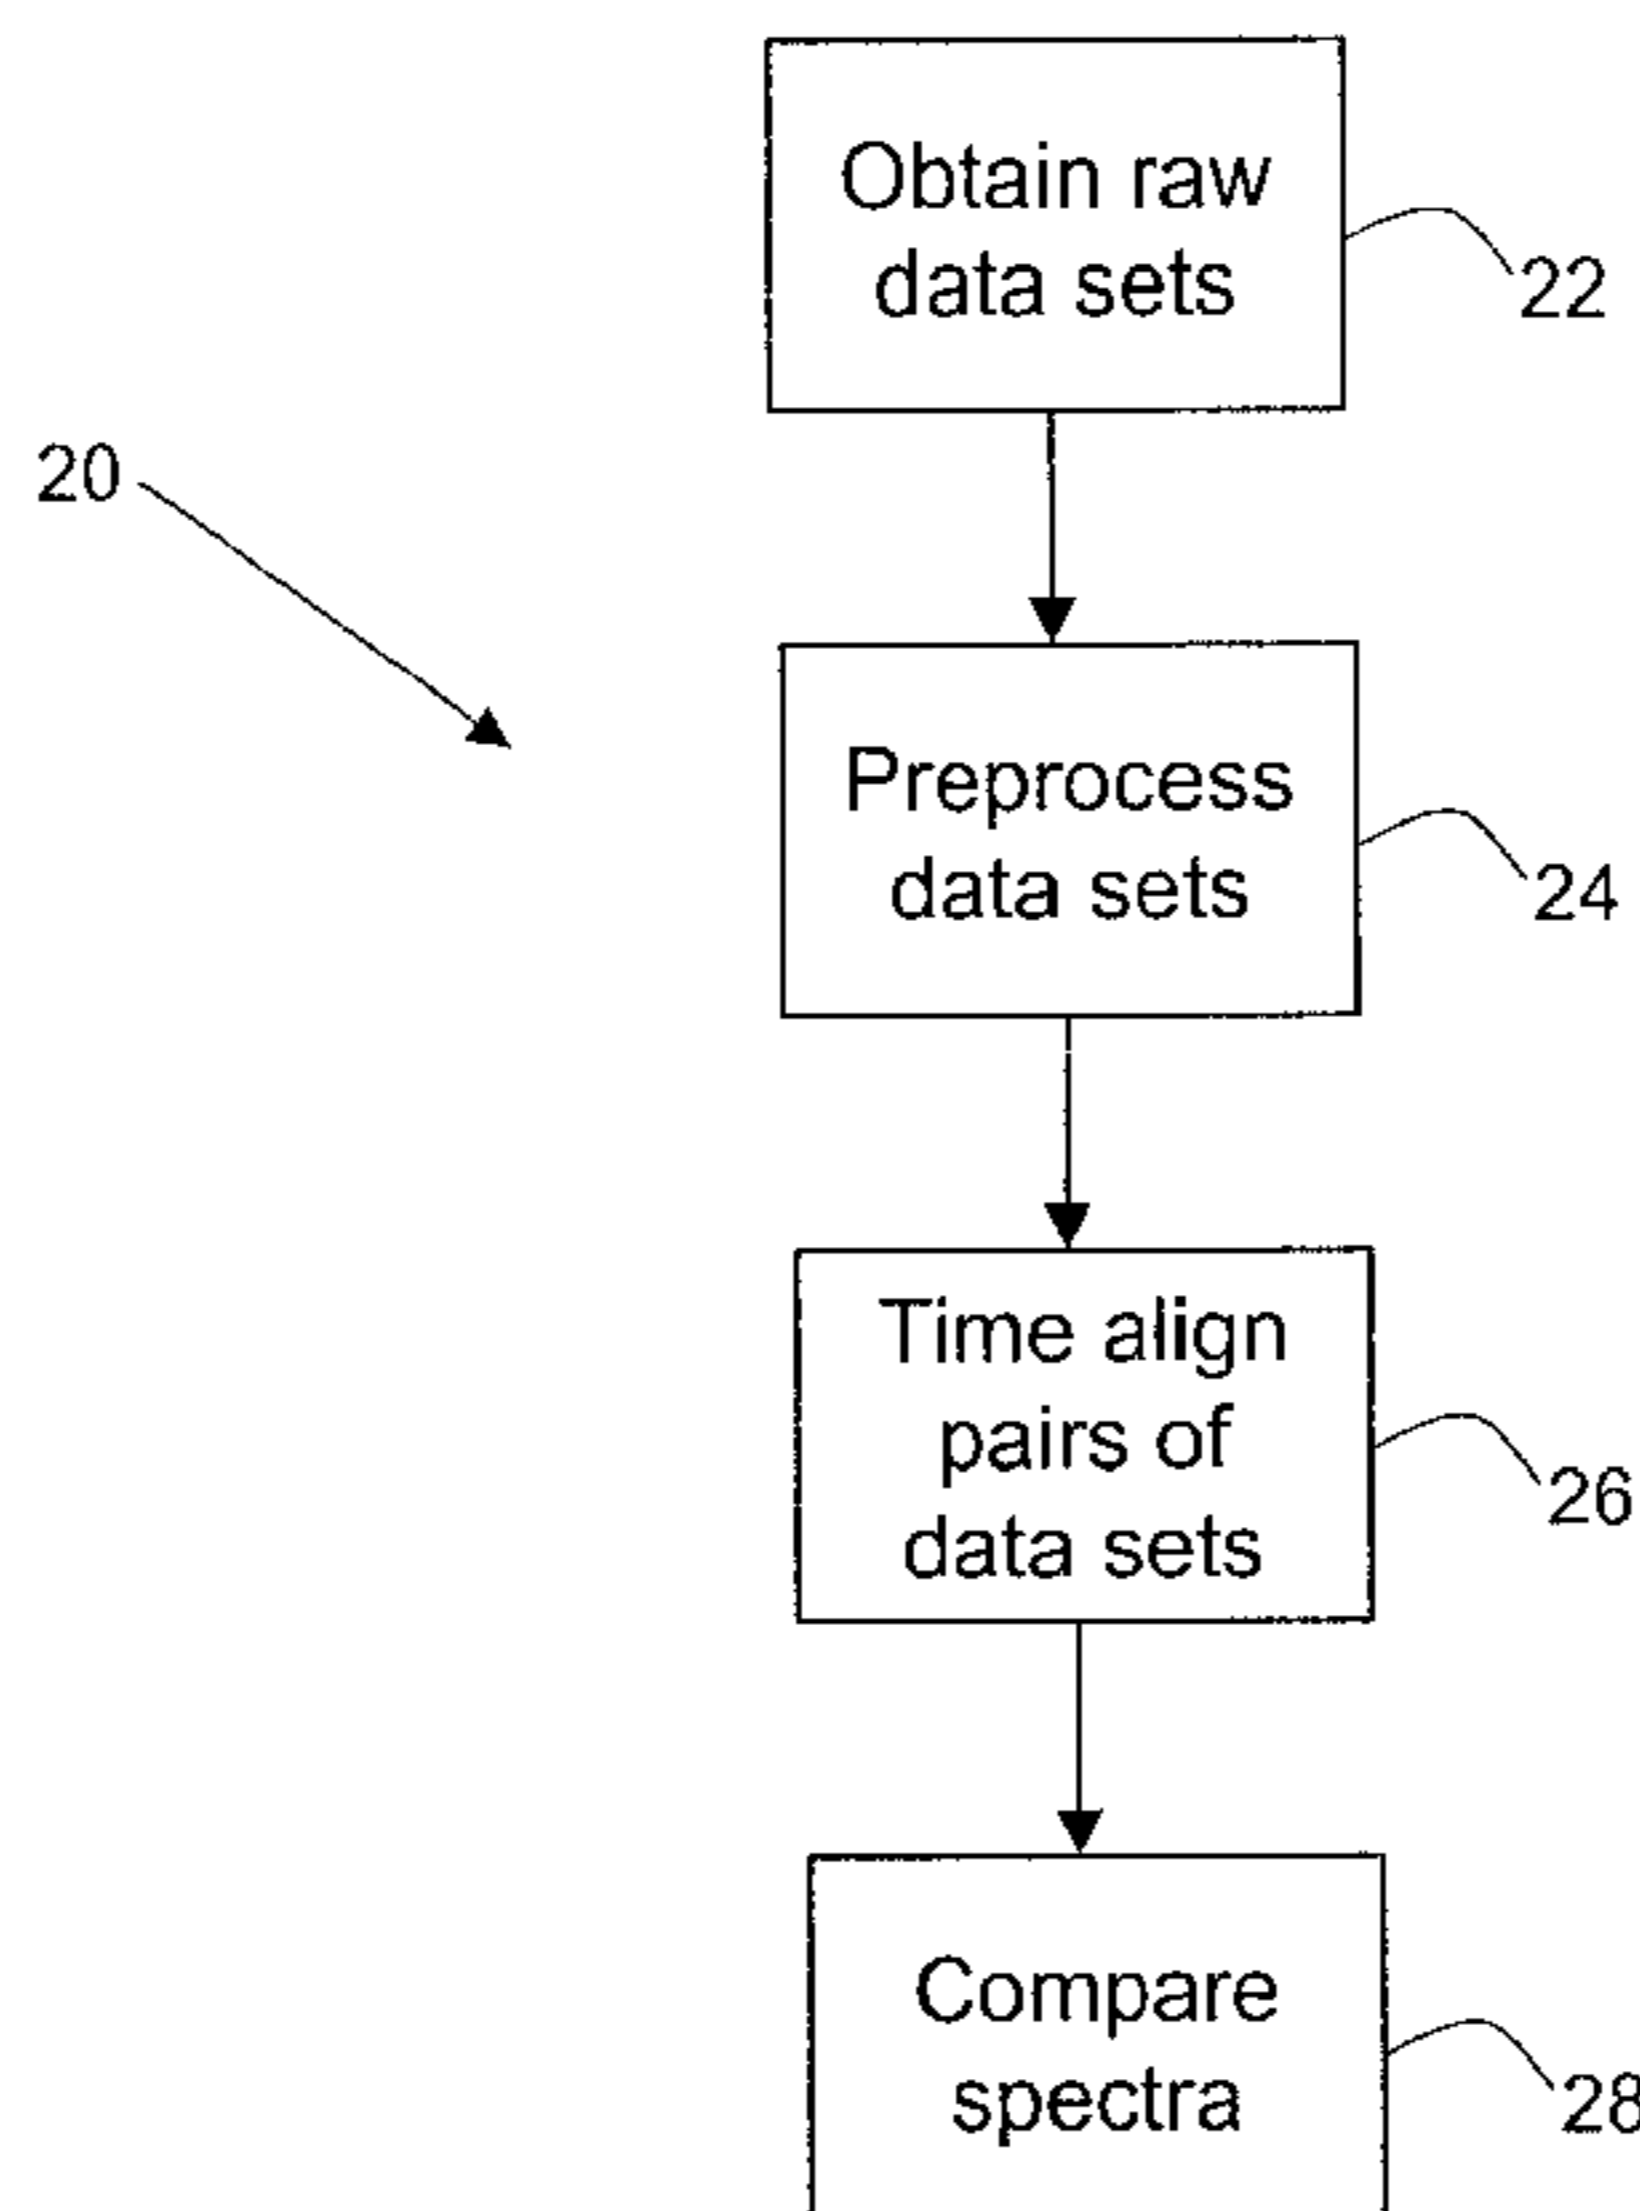 Obtain raw
data sets
22
20
Preprocess
data sets
24
Time align
pairs of
data sets
26
Compare
spectra
28